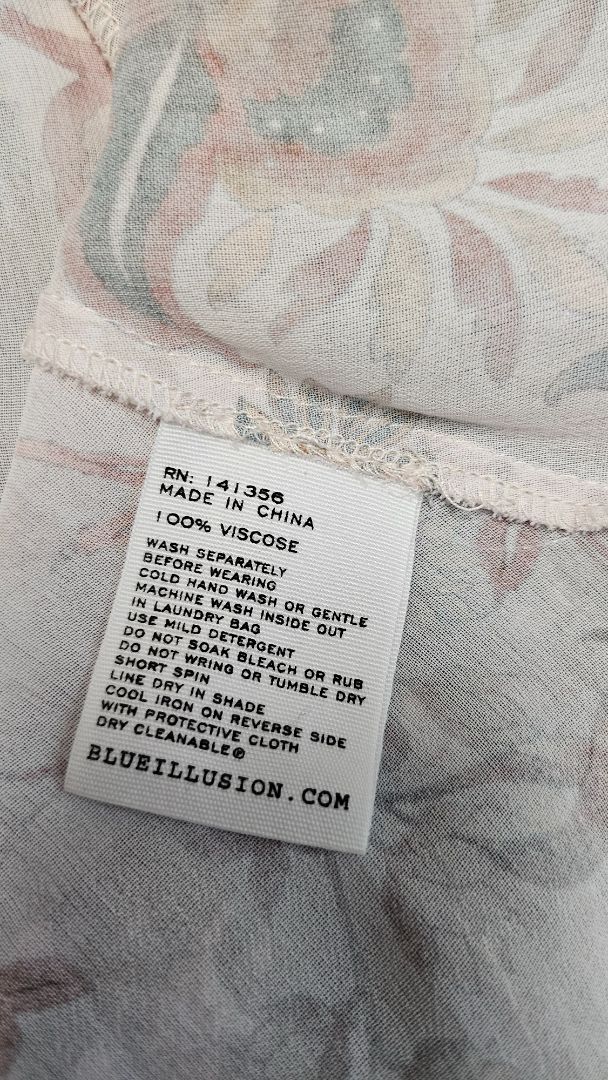 RN: 141356
MADE IN CHINA
100% VISCOSE
WASH SEPARATELY
BEFORE WEARING
COLD HAND WASH OR GENTLE
MACHINE WASH INSIDE OUT
IN LAUNDRY BAG
USE MILD DETERGENT
DO NOT SOAK BLEACH OR RUB
DO NOT WRING OR TUMBLE DRY
SHORT SPIN
LINE DRY IN SHADE
COOL IRON ON REVERSE SIDE
WITH PROTECTIVE CLOTH
DRY CLEANABLEⓅ
BLUEILLUSION.COM